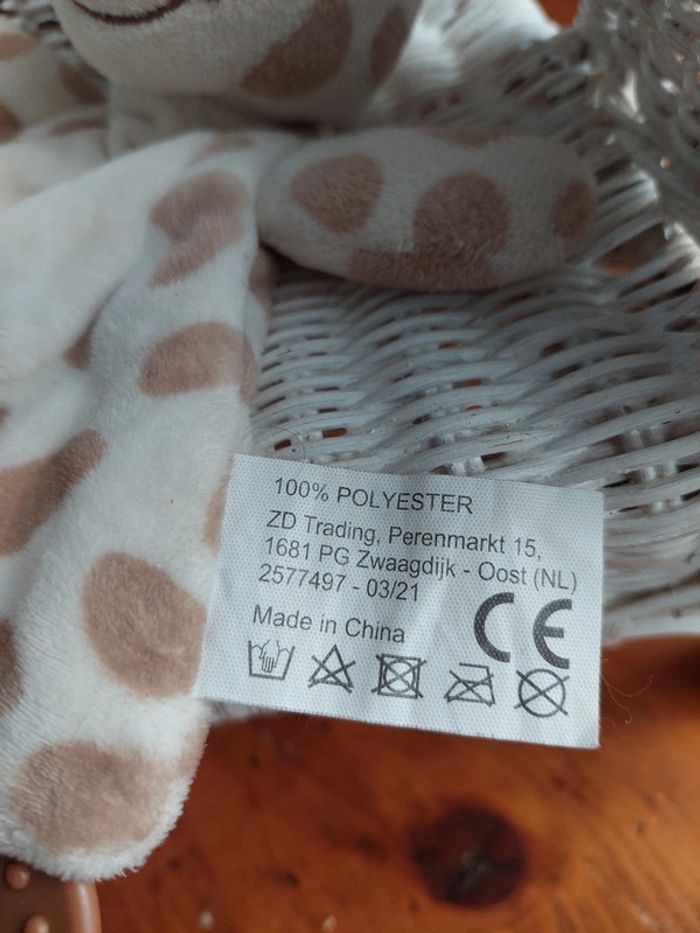 100% POLYESTER
ZD Trading, Perenmarkt 15,
1681 PG Zwaagdijk - Oost (NL)
2577497 - 03/21
Made in China
CE